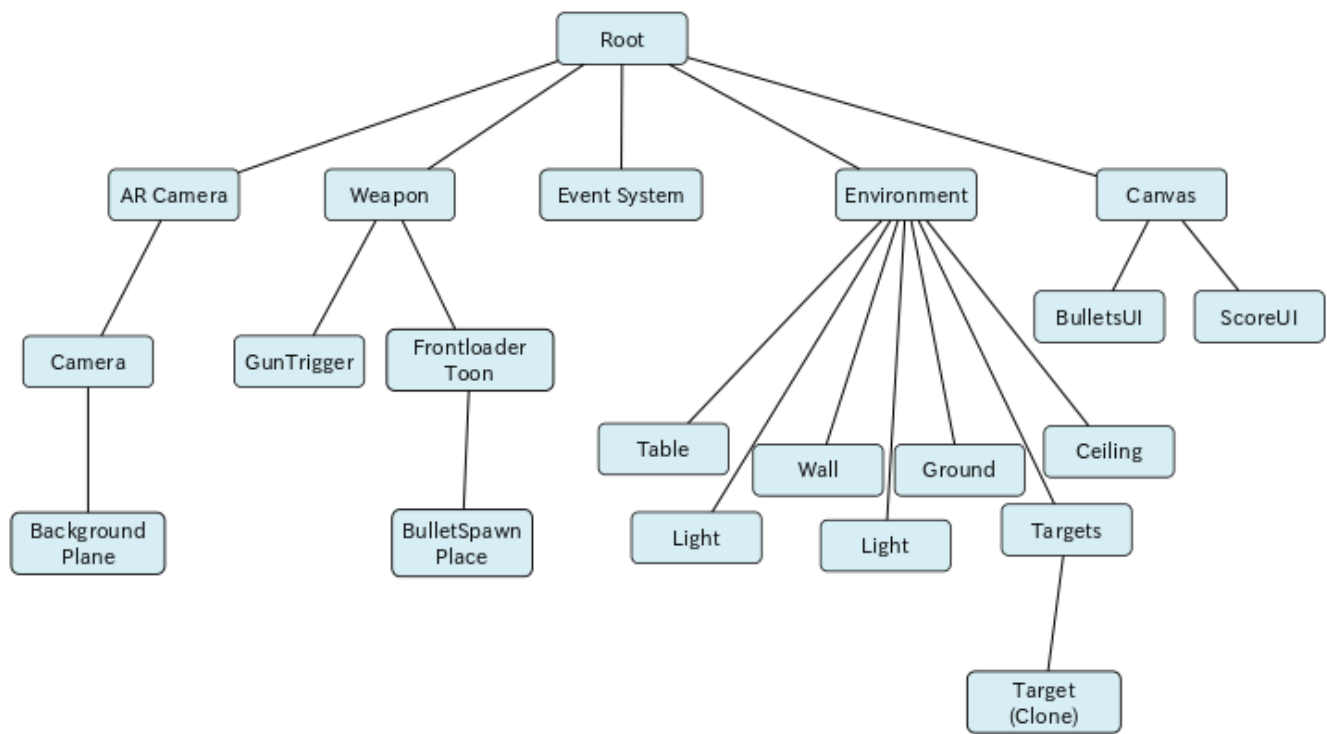 Root
AR Camera
Weapon
Event System
Environment
Canvas
BulletsUI
ScoreUI
Camera
GunTrigger
Frontloader
Toon
Table
Wall
Ground
Ceiling
Light
Light
Targets
Background
Plane
BulletSpawn
Place
Target
(Clone)